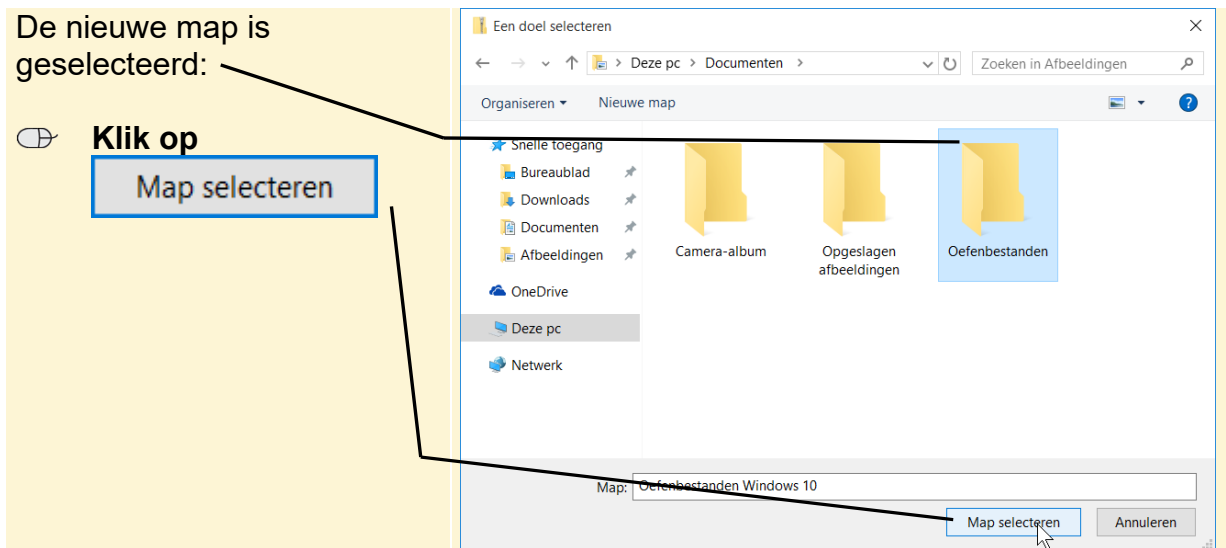 De nieuwe map is
geselecteerd:
Klik op
Map selecteren
Een doel selecteren
Deze pc > Documenten >
Zoeken in Afbeeldingen
Organiseren
Nieuwe map
?
Snelle toegang
Bureaublad
Downloads
Documenten
Afbeeldingen
OneDrive
Deze pc
Netwerk
Camera-album
Opgeslagen
afbeeldingen
Oefenbestanden
Map: Oefenbestanden Windows 10
Map selecteren
Annuleren